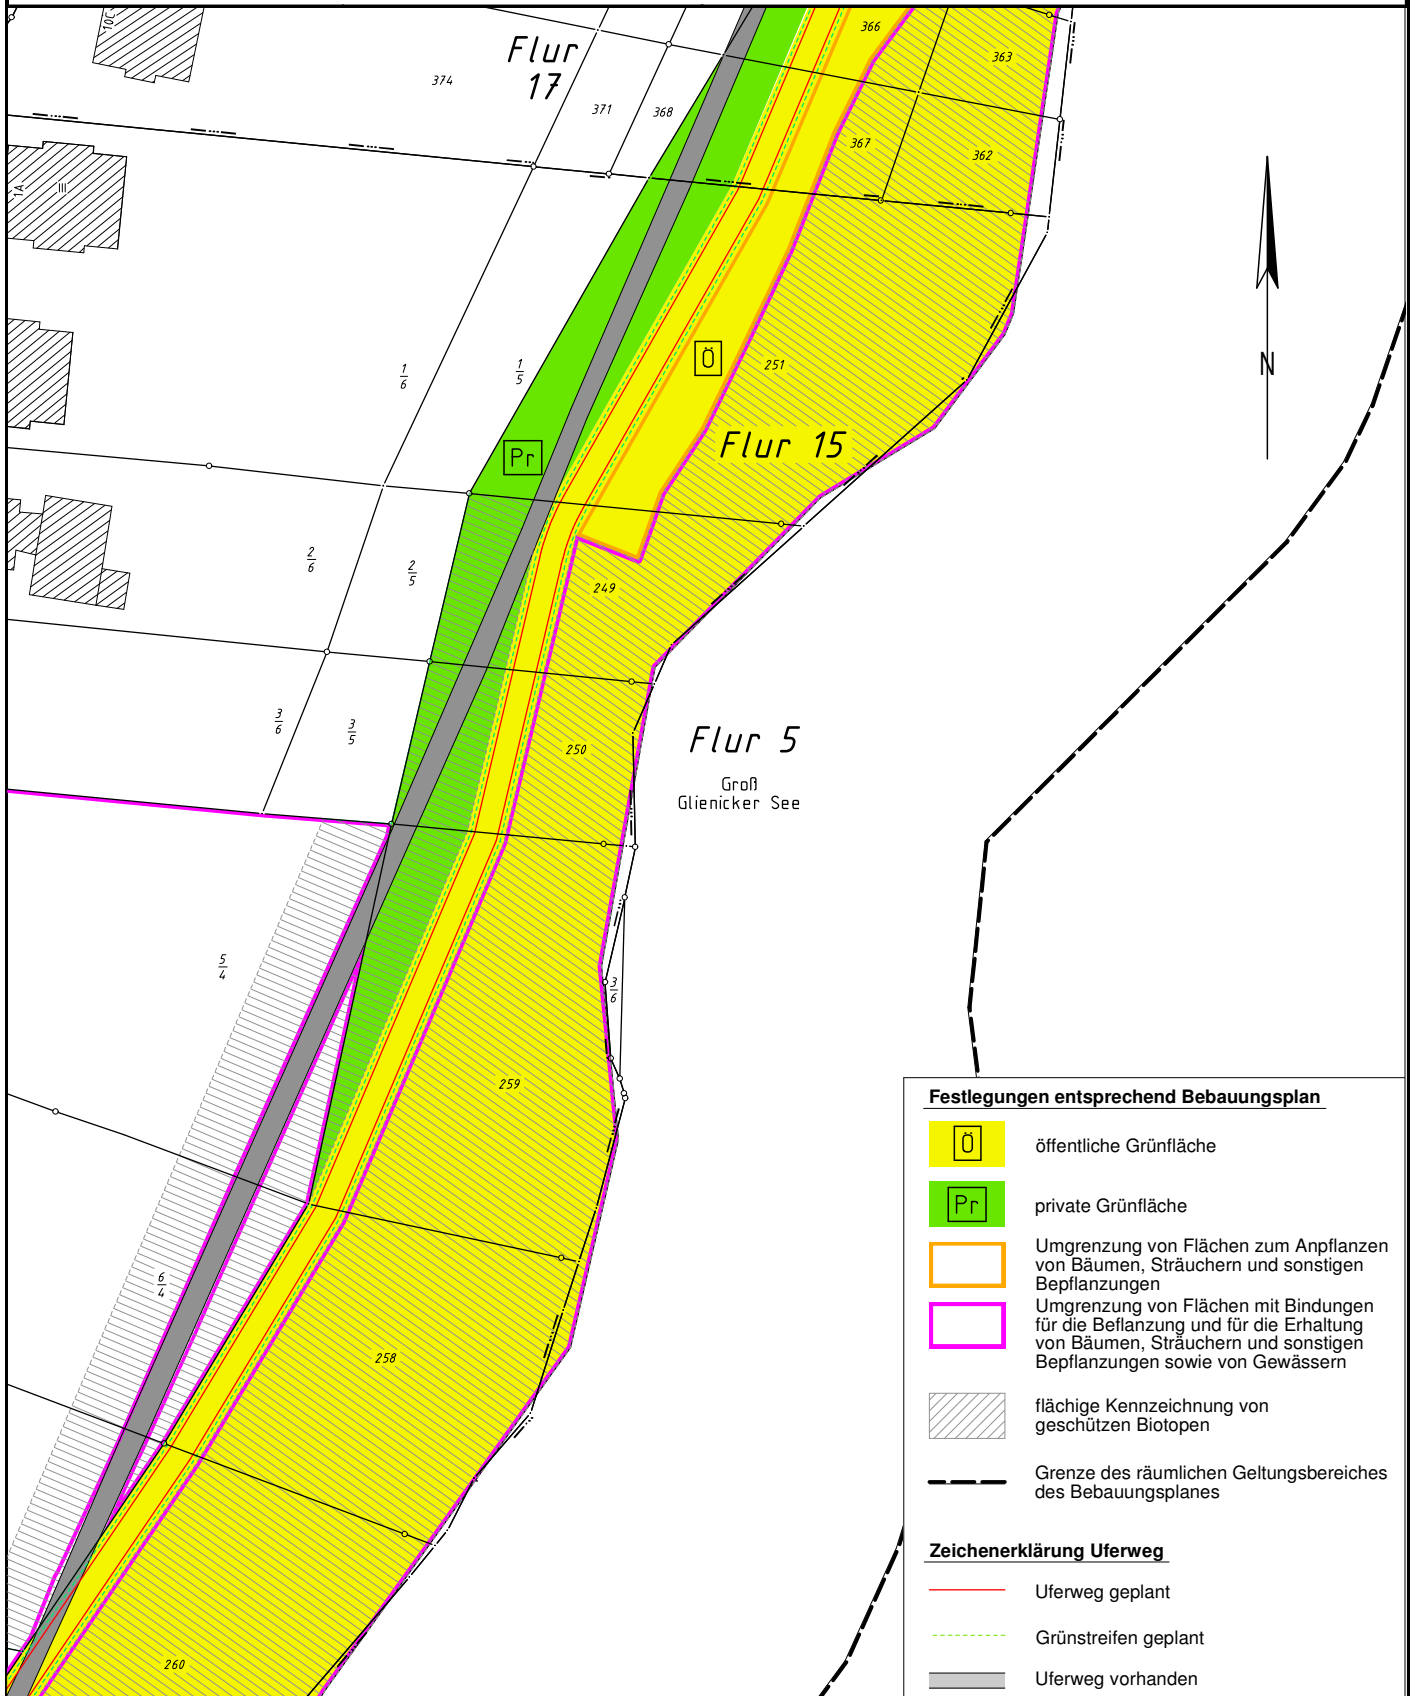 10C
366
363
Flur
17
374
371
368
367
362
1A
III
N
1
6
1
5
Ö
251
Flur 15
Pr
2
6
2
5
249
3
6
3
5
250
Flur 5
Groß
Glienicker See
5
4
3
6
259
6
4
258
260
Festlegungen entsprechend Bebauungsplan
Ö öffentliche Grünfläche
Pr private Grünfläche
Umgrenzung von Flächen zum Anpflanzen
von Bäumen, Sträuchern und sonstigen
Bepflanzungen
Umgrenzung von Flächen mit Bindungen
für die Beflanzung und für die Erhaltung
von Bäumen, Sträuchern und sonstigen
Bepflanzungen sowie von Gewässern
flächige Kennzeichnung von
geschützen Biotopen
Grenze des räumlichen Geltungsbereiches
des Bebauungsplanes
Zeichenerklärung Uferweg
Uferweg geplant
Grünstreifen geplant
Uferweg vorhanden